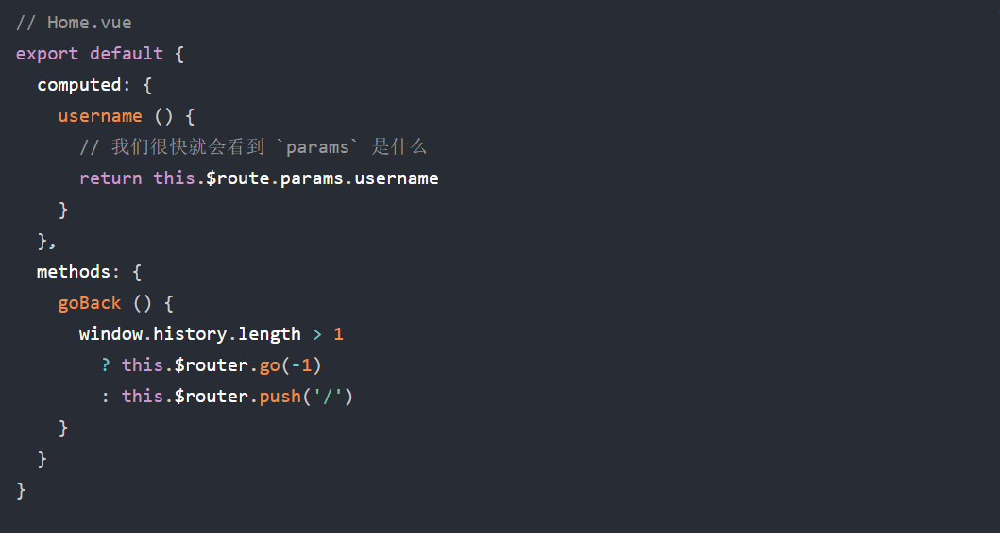 // Home.vue
export default {
  computed: {
    username () {
      // 我们很快就会看到 `params` 是什么
      return this.$route.params.username
    }
  },
  methods: {
    goBack () {
      window.history.length > 1
        ? this.$router.go(-1)
        : this.$router.push('/')
    }
  }
}